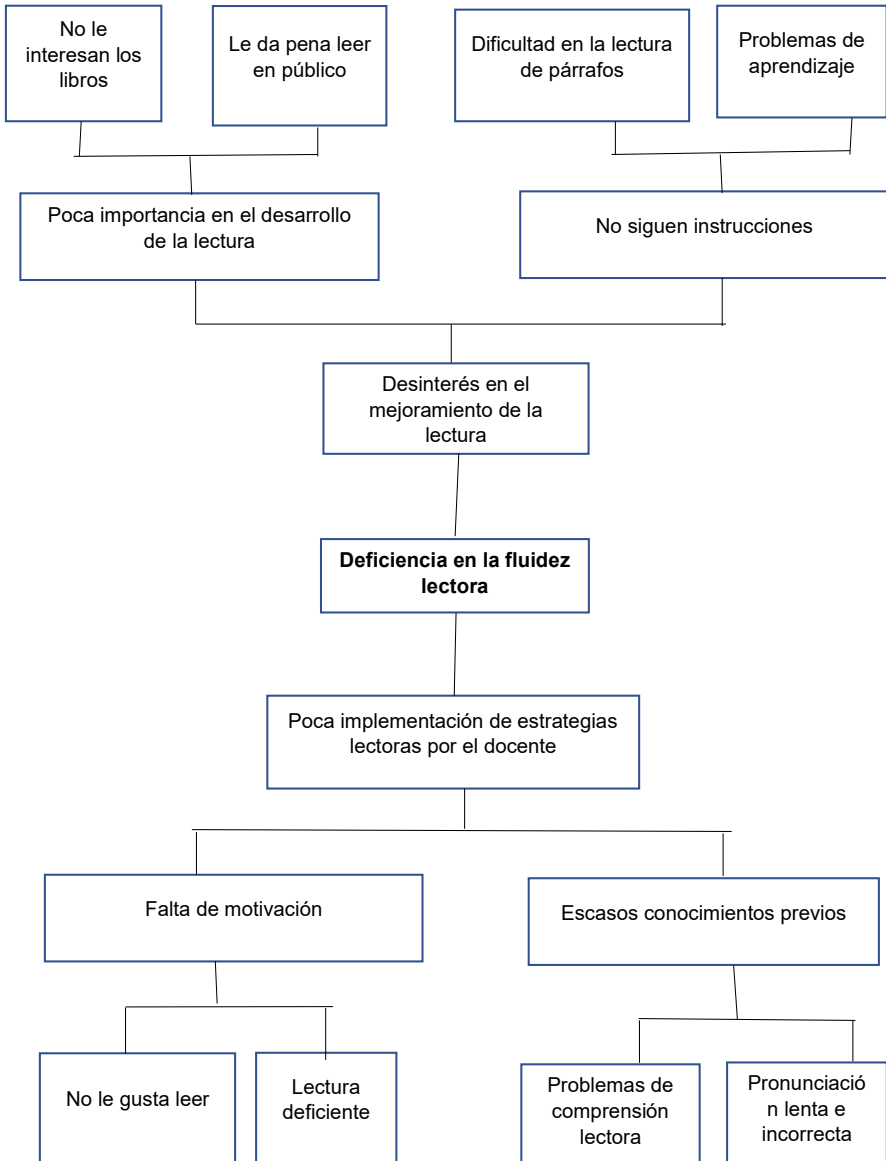 No le
interesan los
libros
Le da pena leer
en público
Dificultad en la lectura
de párrafos
Problemas de
aprendizaje
Poca importancia en el desarrollo
de la lectura
No siguen instrucciones
Desinterés en el
mejoramiento de la
lectura
Deficiencia en la fluidez
lectora
Poca implementación de estrategias
lectoras por el docente
Falta de motivación
Escasos conocimientos previos
No le gusta leer
Lectura
deficiente
Problemas de
comprensión
lectora
Pronunciació
n lenta e
incorrecta